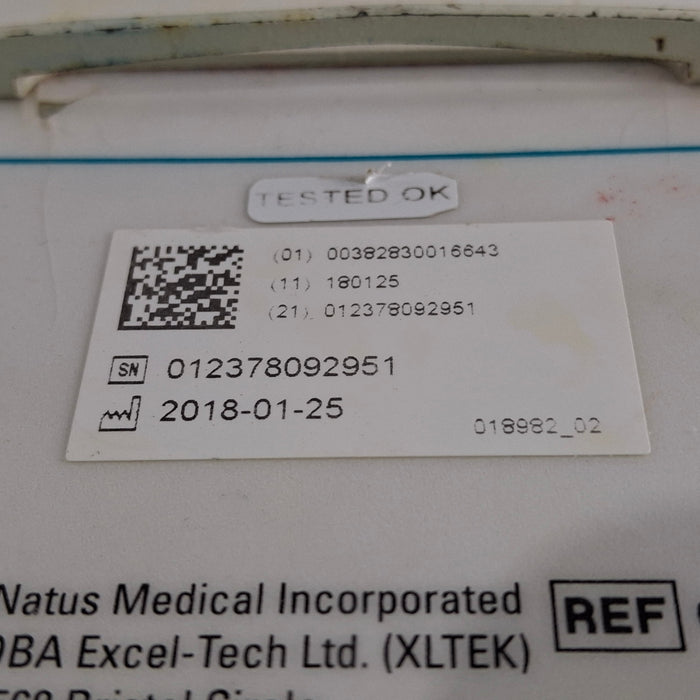 TESTED OK
(01) 00382830016643
(11) 180125
(21) 012378092951
SN 012378092951
2018-01-25
018982_02
Natus Medical Incorporated
DBA Excel-Tech Ltd. (XLTEK)
REF